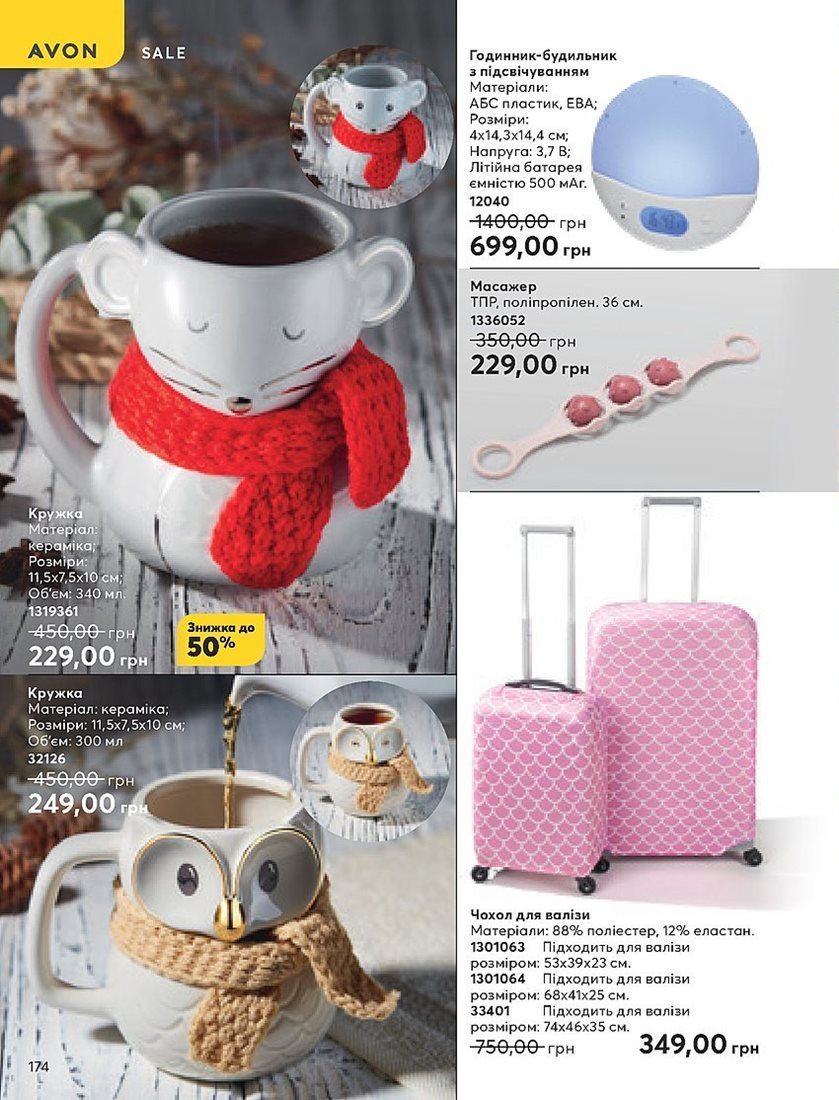 AVON
SALE
Кружка
Матеріал:
кераміка;
Розміри:
11,5х7,5х10 см;
Об'єм: 340 мл.
1319361
450,00 грн
229,00 грн
Знижка до
50%
Кружка
Матеріал: кераміка;
Розміри: 11,5х7,5х10 см;
Об'єм: 300 мл
32126
450,00 грн
249,00 грн
174
Годинник-будильник
з підсвічуванням
Матеріали:
АБС пластик, ЕВА;
Розміри:
4х14,3х14,4 см;
Напруга: 3,7 В;
Літійна батарея
ємністю 500 мАг.
12040
1400,00 грн
699,00 грн
Масажер
ТПР, поліпропілен. 36 см.
1336052
350,00 грн
229,00 грн
Чохол для валізи
Матеріали: 88% поліестер, 12% еластан.
1301063 Підходить для валізи
розміром: 53х39х23 см.
1301064 Підходить для валізи
розміром: 68х41х25 см.
33401 Підходить для валізи
розміром: 74х46х35 см.
750,00 грн 349,00 грн